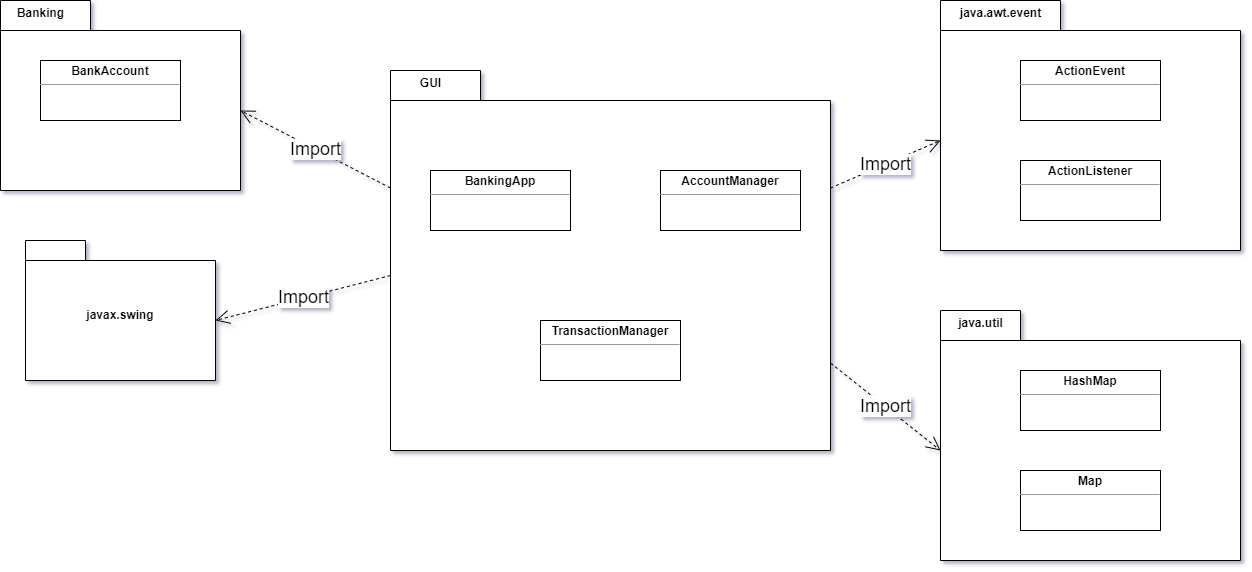 Banking
BankAccount
Import
javax.swing
Import
GUI
BankingApp
AccountManager
TransactionManager
Import
java.awt.event
ActionEvent
ActionListener
Import
java.util
HashMap
Map